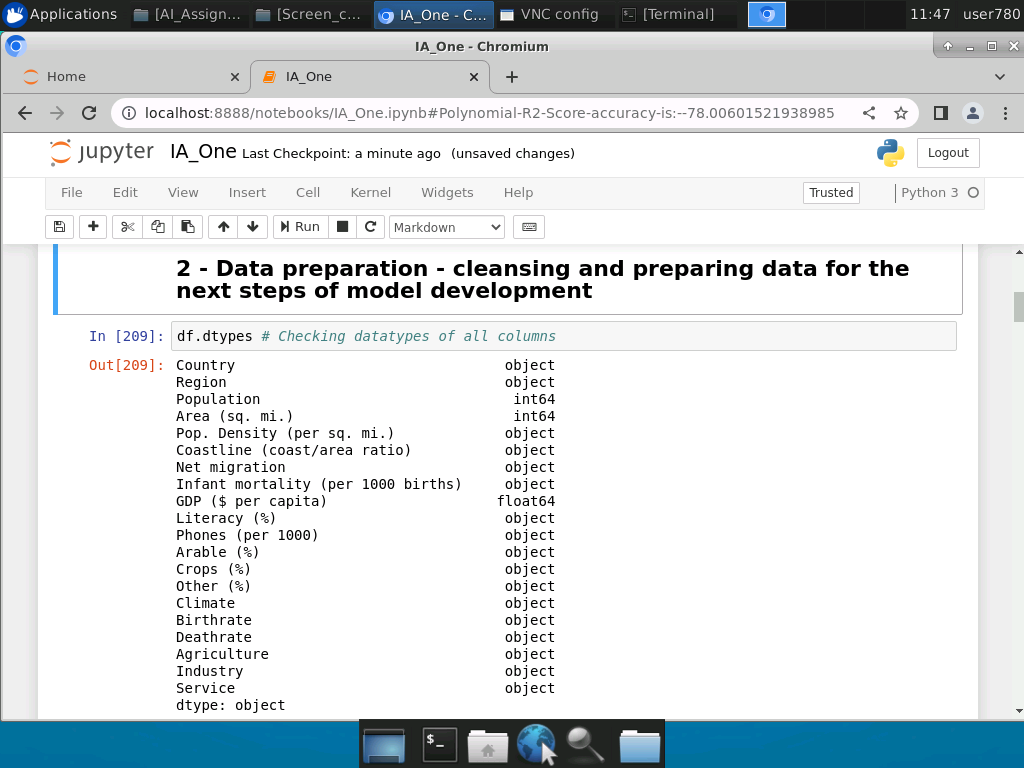 Applications [AI_Assign... [Screen_c... IA_One - C... VNC config [Terminal] 11:47 user780
IA_One - Chromium
Home IA_One
localhost:8888/notebooks/IA_One.ipynb#Polynomial-R2-Score-accuracy-is:--78.00601521938985
jupyter IA_One Last Checkpoint: a minute ago (unsaved changes) Logout
File Edit View Insert Cell Kernel Widgets Help Trusted Python 3
Run Markdown
2 - Data preparation - cleansing and preparing data for the
next steps of model development
In [209]: df.dtypes # Checking datatypes of all columns
Out[209]: Country object
Region object
Population int64
Area (sq. mi.) int64
Pop. Density (per sq. mi.) object
Coastline (coast/area ratio) object
Net migration object
Infant mortality (per 1000 births) object
GDP ($ per capita) float64
Literacy (%) object
Phones (per 1000) object
Arable (%) object
Crops (%) object
Other (%) object
Climate object
Birthrate object
Deathrate object
Agriculture object
Industry object
Service object
dtype: object
$_